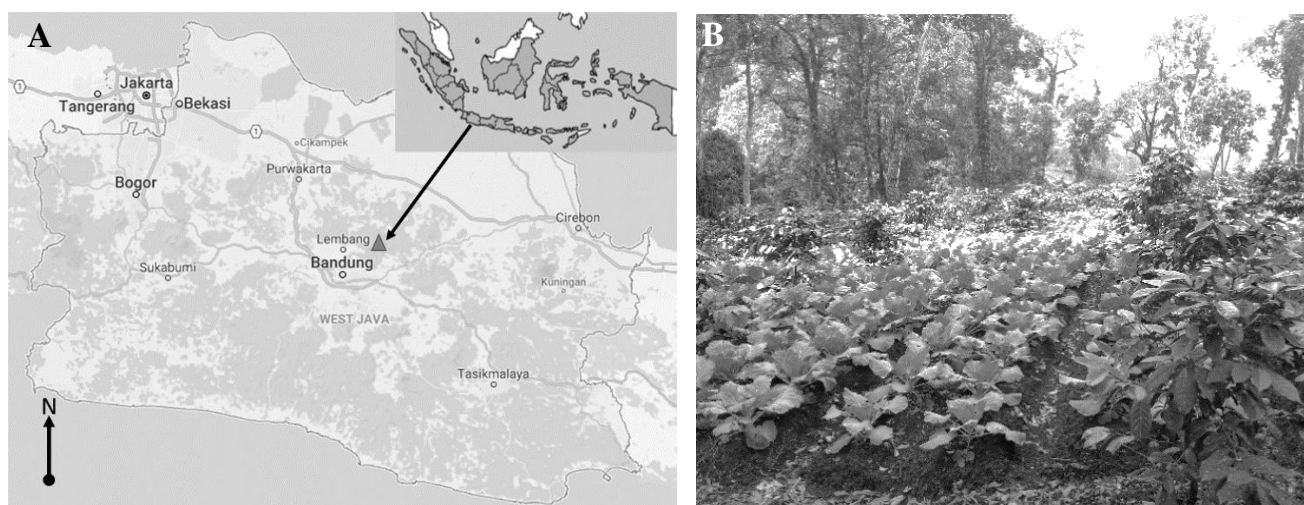 A
Jakarta
Tangerang
Bekasi
1
1
Cikampek
Purwakarta
Bogor
Cirebon
Lembang
Bandung
Sukabumi
Kuningan
WEST JAVA
Tasikmalaya
N
B